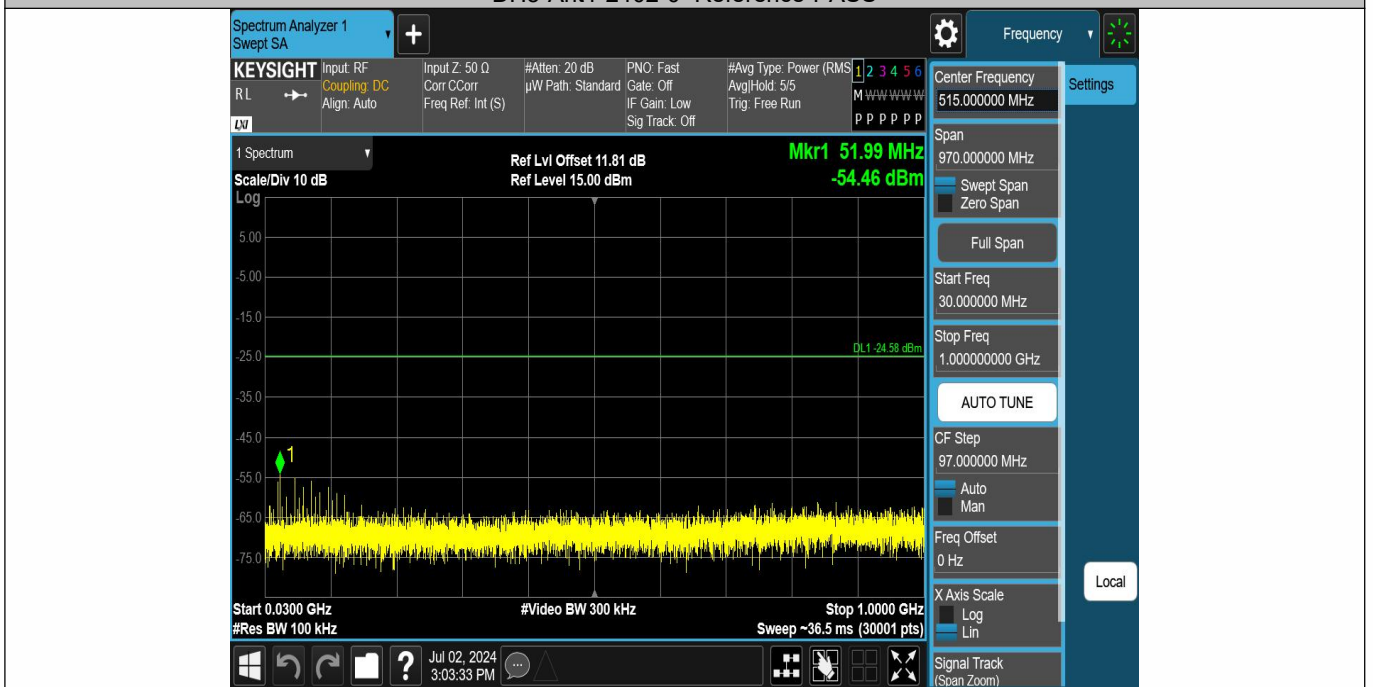 Spectrum Analyzer 1
Swept SA
Frequency
KEYSIGHT
RL
LXI
Input: RF
Coupling: DC
Align: Auto
Input Z: 50 Ω
Corr CCorr
Freq Ref: Int (S)
#Atten: 20 dB
µW Path: Standard
PNO: Fast
Gate: Off
IF Gain: Low
Sig Track: Off
#Avg Type: Power (RMS
Avg|Hold: 5/5
Trig: Free Run
1 2 3 4 5 6
M W W W W W
P P P P P P
1 Spectrum
Scale/Div 10 dB
Log
Ref Lvl Offset 11.81 dB
Ref Level 15.00 dBm
Mkr1 51.99 MHz
-54.46 dBm
5.00
-5.00
-15.0
-25.0
-35.0
-45.0
-55.0
-65.0
-75.0
DL1 -24.58 dBm
1
Start 0.0300 GHz
#Res BW 100 kHz
#Video BW 300 kHz
Stop 1.0000 GHz
Sweep ~36.5 ms (30001 pts)
Jul 02, 2024
3:03:33 PM
Center Frequency
515.000000 MHz
Settings
Span
970.000000 MHz
Swept Span
Zero Span
Full Span
Start Freq
30.000000 MHz
Stop Freq
1.000000000 GHz
AUTO TUNE
CF Step
97.000000 MHz
Auto
Man
Freq Offset
0 Hz
Local
X Axis Scale
Log
Lin
Signal Track
(Span Zoom)